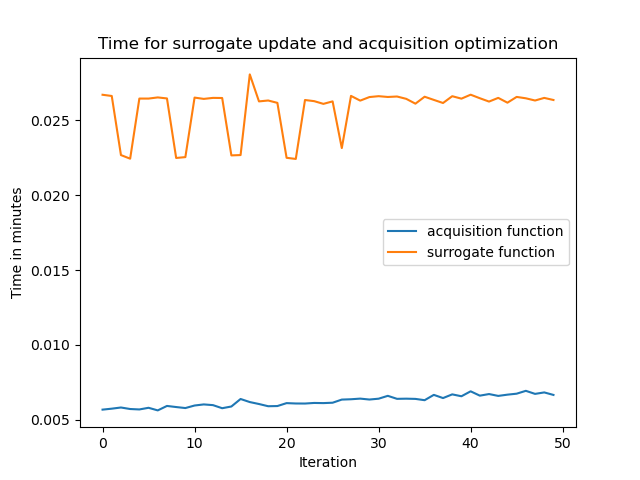 Time for surrogate update and acquisition optimization
0.025
0.020
0.015
0.010
0.005
Time in minutes
acquisition function
surrogate function
0
10
20
30
40
50
Iteration